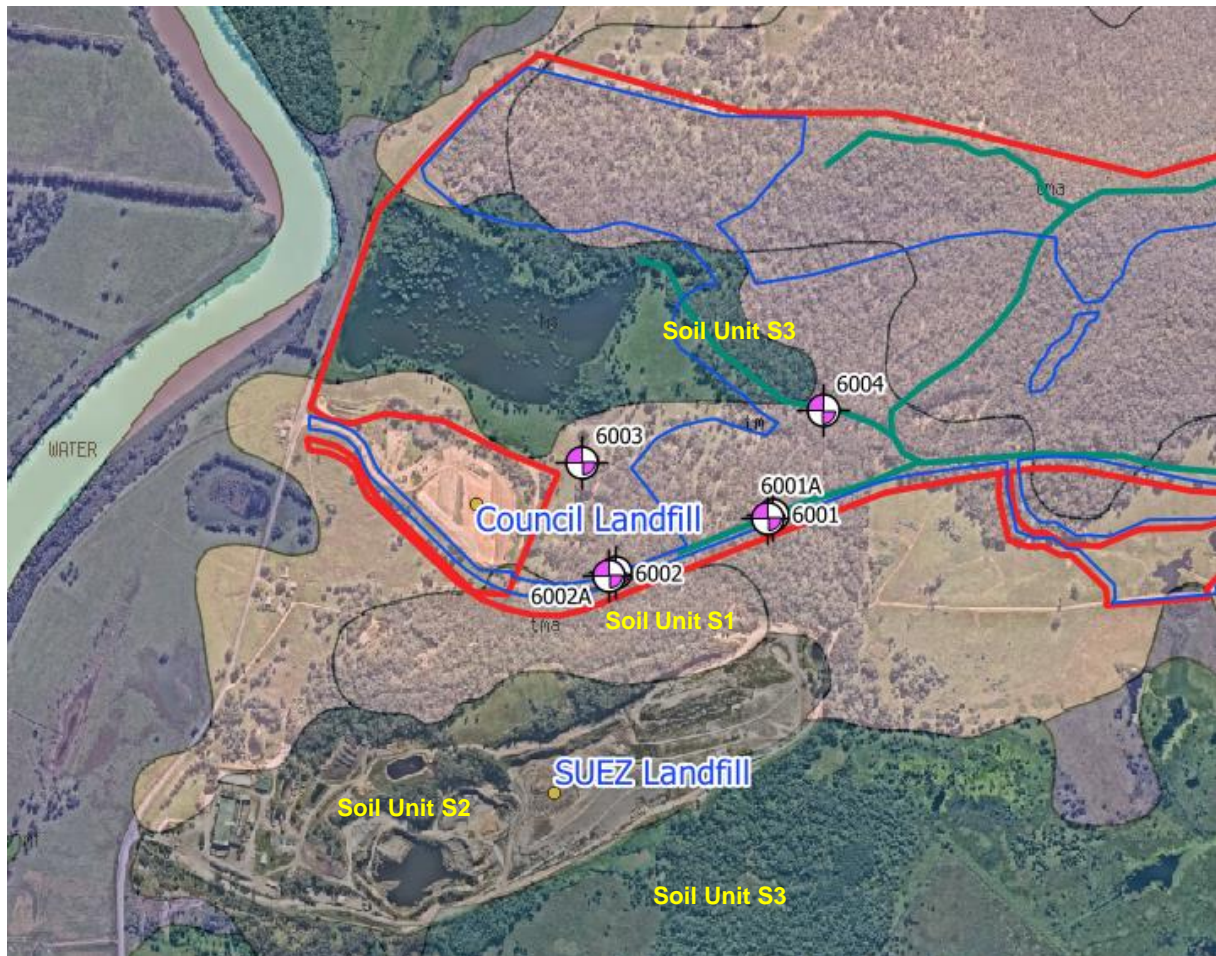 Soil Unit S3
6004
WATER
6003
6001A
Council Landfill
6001
6002
6002A
Soil Unit S1
tma
SUEZ Landfill
Soil Unit S2
Soil Unit S3